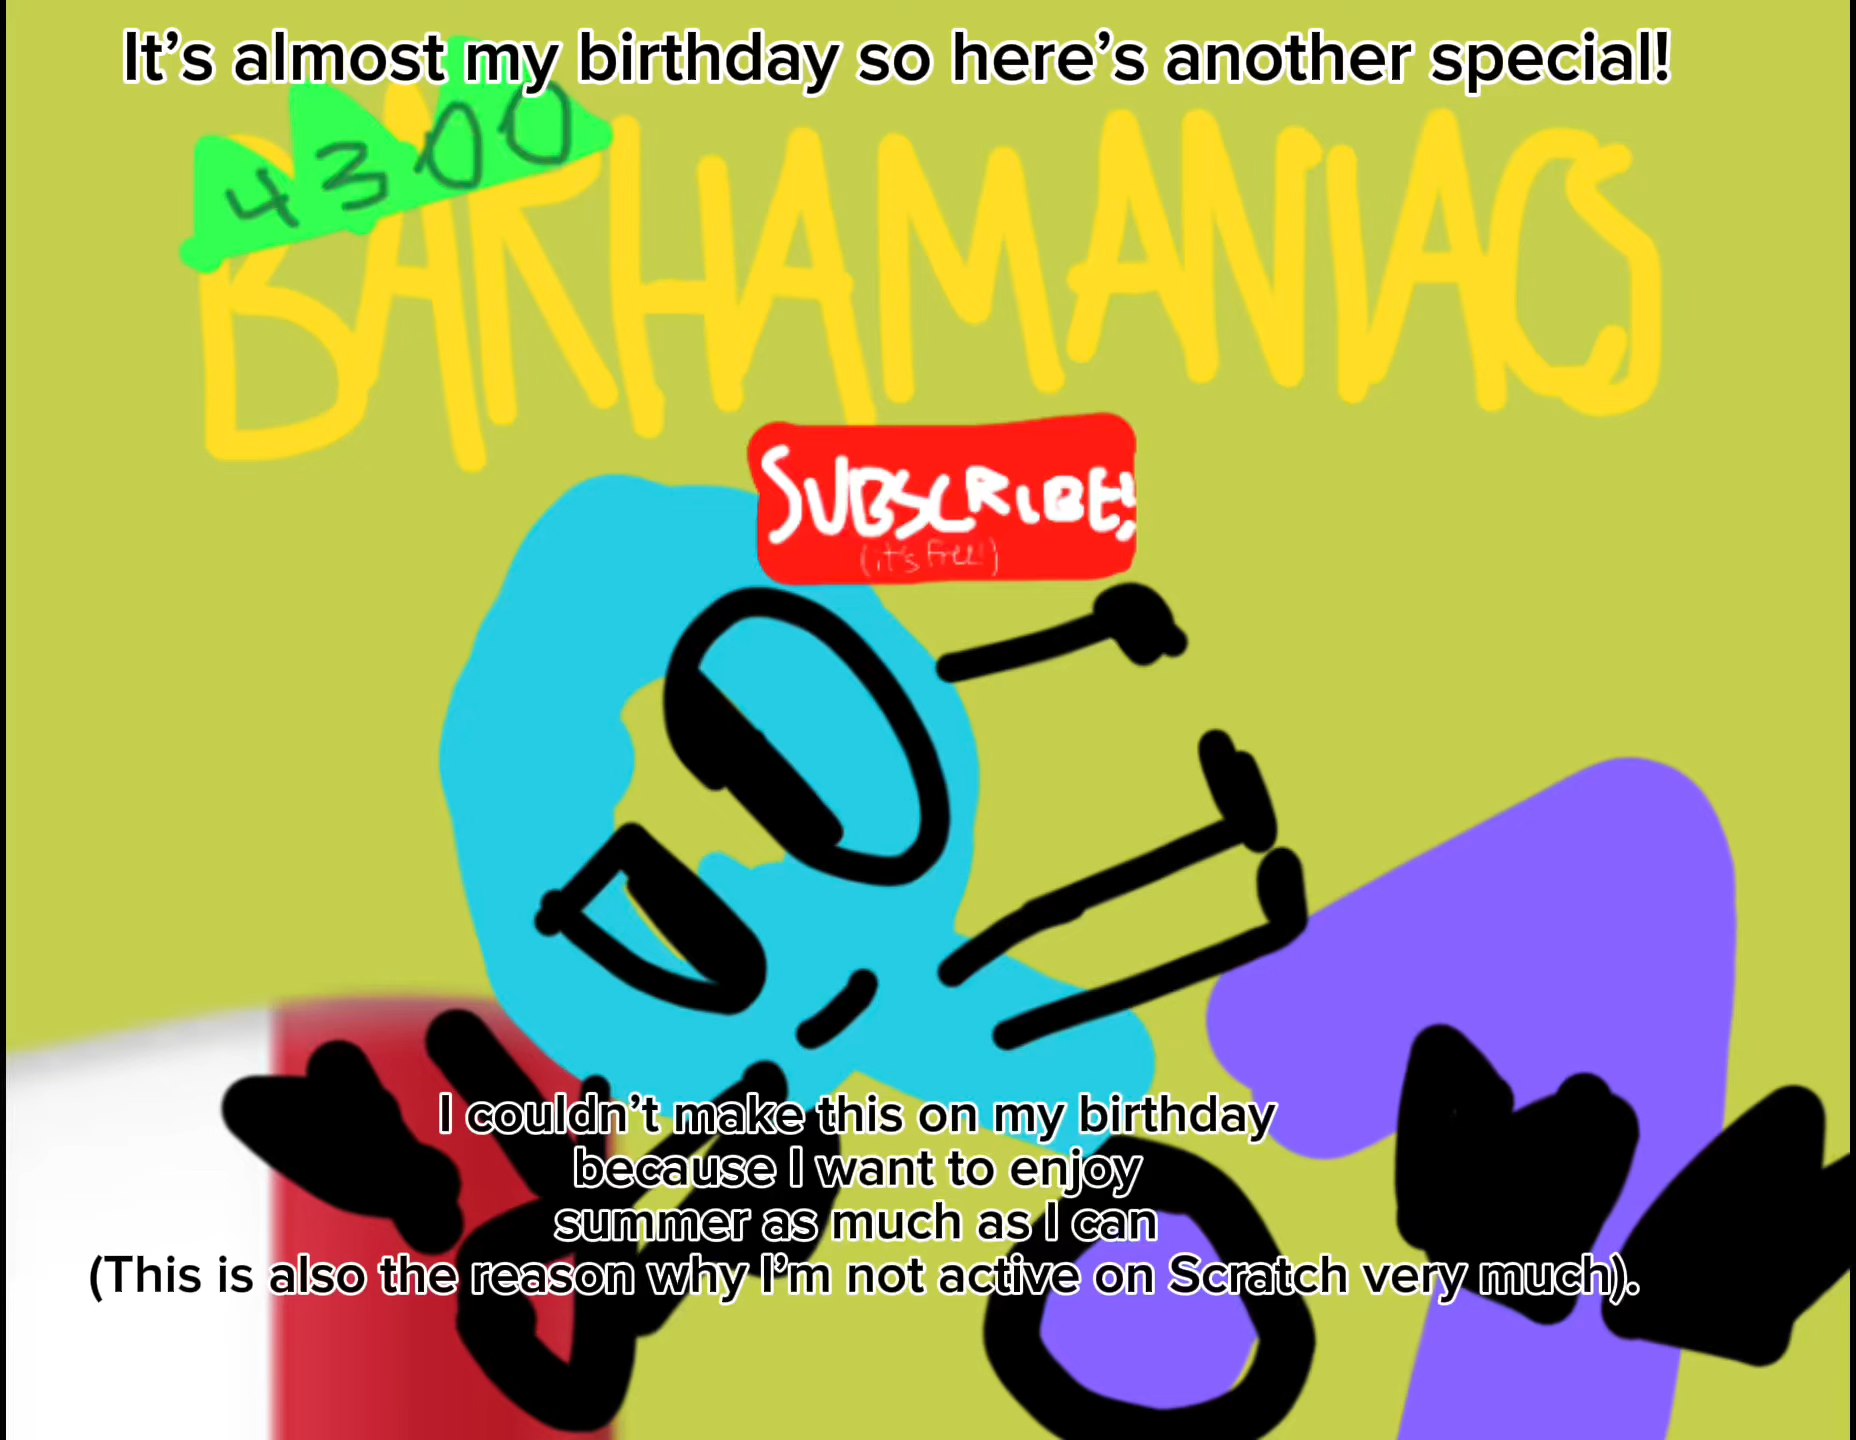 It’s almost my birthday so here’s another special!
4300
BARHAMANIACS
SUBSCRIBE!
(it's free!)
I couldn’t make this on my birthday
because I want to enjoy
summer as much as I can
(This is also the reason why I’m not active on Scratch very much).